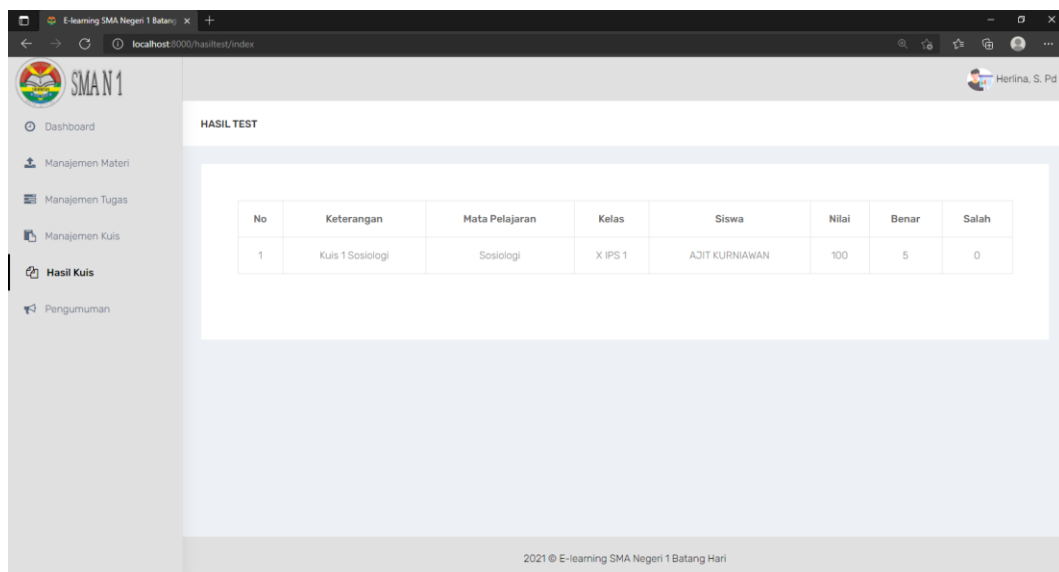 E-learning SMA Negeri 1 Batang
localhost:8000/hasiltest/index
SMA N 1
Herlina, S. Pd
Dashboard
HASIL TEST
Manajemen Materi
Manajemen Tugas
Manajemen Kuis
Hasil Kuis
Pengumuman
No Keterangan Mata Pelajaran Kelas Siswa Nilai Benar Salah
1 Kuis 1 Sosiologi Sosiologi X IPS 1 AJIT KURNIAWAN 100 5 0
2021 © E-learning SMA Negeri 1 Batang Hari